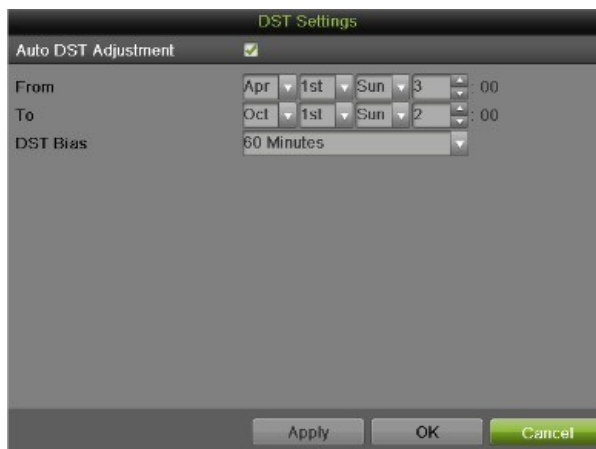 DST Settings
Auto DST Adjustment
From Apr 1st Sun 3 : 00
To Oct 1st Sun 2 : 00
DST Bias 60 Minutes
Apply OK Cancel